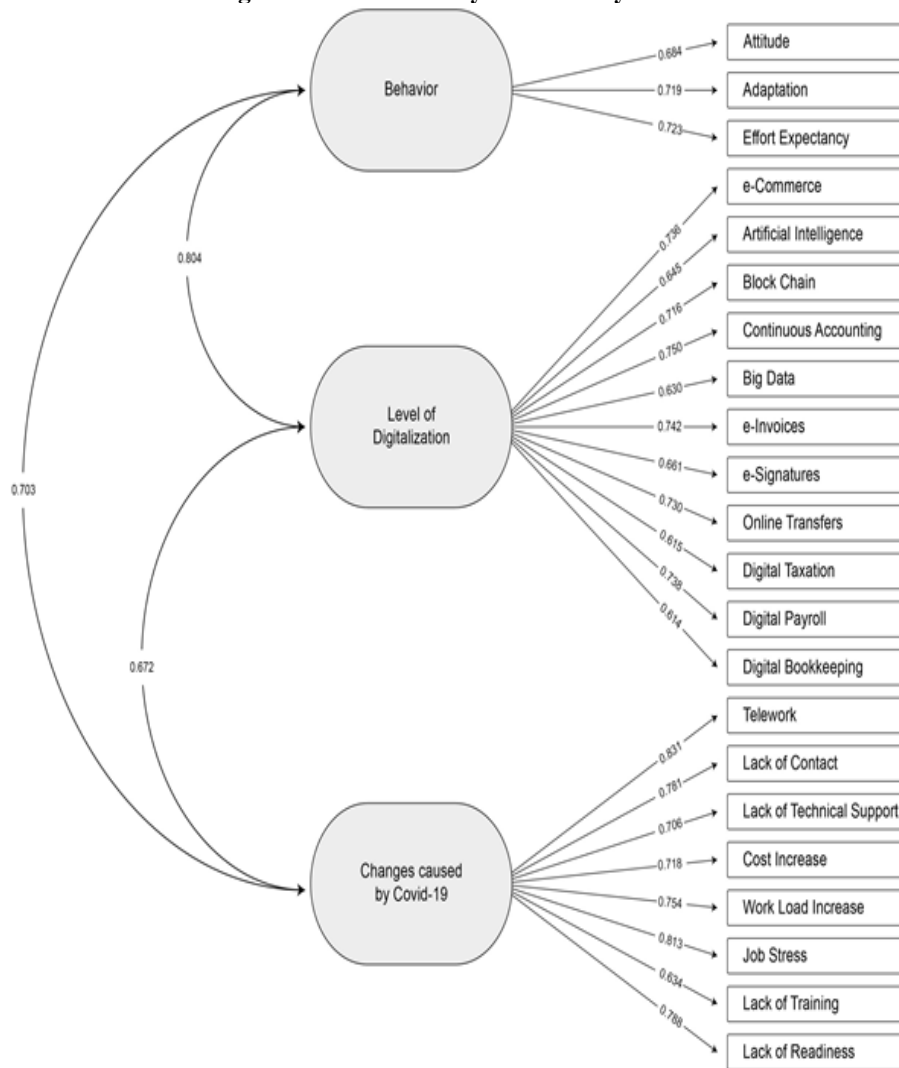 Behavior
0.684
Attitude
0.719
Adaptation
0.723
Effort Expectancy
0.804
0.703
0.672
Level of
Digitalization
0.736
e-Commerce
0.645
Artificial Intelligence
0.716
Block Chain
0.750
Continuous Accounting
0.630
Big Data
0.742
e-Invoices
0.661
e-Signatures
0.730
Online Transfers
0.615
Digital Taxation
0.738
Digital Payroll
0.614
Digital Bookkeeping
Changes caused
by Covid-19
0.831
Telework
0.781
Lack of Contact
0.706
Lack of Technical Support
0.718
Cost Increase
0.754
Work Load Increase
0.813
Job Stress
0.634
Lack of Training
0.788
Lack of Readiness